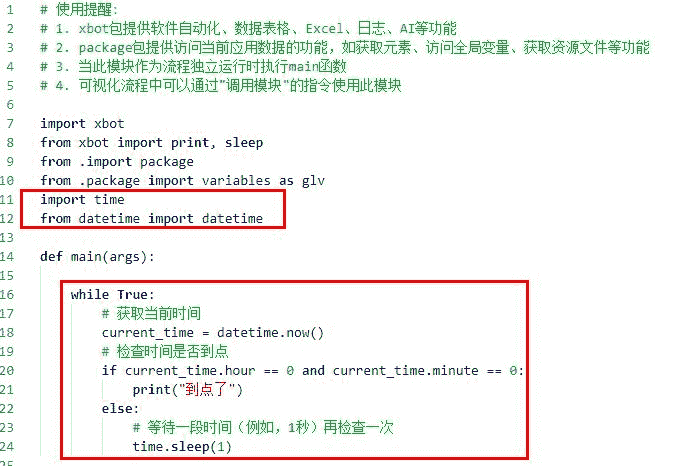 1 # 使用提醒:
2 # 1. xbot包提供软件自动化、数据表格、Excel、日志、AI等功能
3 # 2. package包提供访问当前应用数据的功能，如获取元素、访问全局变量、获取资源文件等功能
4 # 3. 当此模块作为流程独立运行时执行main函数
5 # 4. 可视化流程中可以通过"调用模块"的指令使用此模块
6
7 import xbot
8 from xbot import print, sleep
9 from .import package
10 from .package import variables as glv
11 import time
12 from datetime import datetime
13
14 def main(args):
15
16 while True:
17 # 获取当前时间
18 current_time = datetime.now()
19 # 检查时间是否到点
20 if current_time.hour == 0 and current_time.minute == 0:
21 print("到点了")
22 else:
23 # 等待一段时间（例如，1秒）再检查一次
24 time.sleep(1)
25